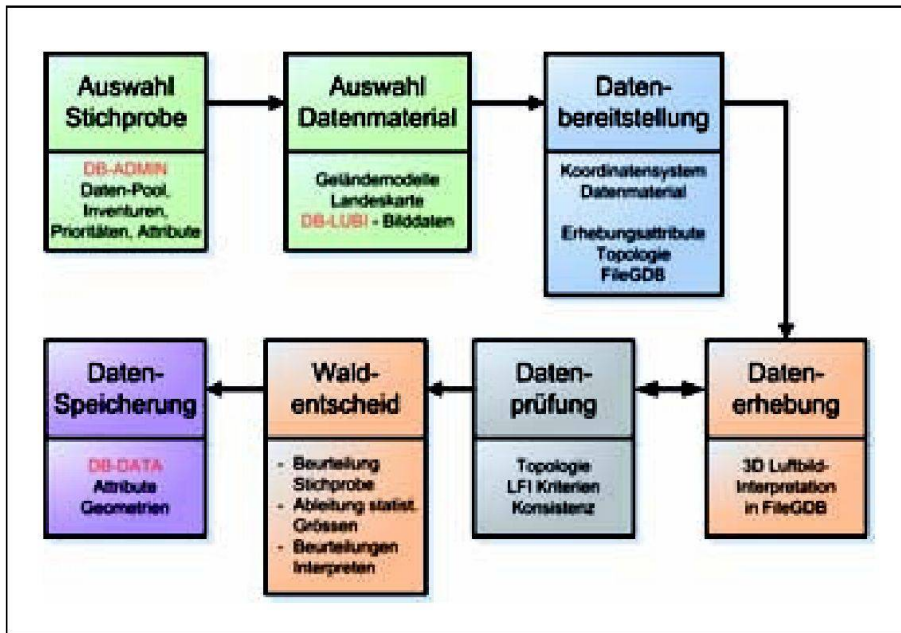 Auswahl
Stichprobe
DB-ADMIN
Daten-Pool,
Inventuren,
Prioritäten, Attribute
Auswahl
Datenmaterial
Geländemodelle
Landeskarte
DB-LUBI - Bilddaten
Daten-
bereitstellung
Koordinatensystem
Datenmaterial
Erhebungsattribute
Topologie
FileGDB
Daten-
erhebung
3D Luftbild-
Interpretation
in FileGDB
Daten-
prüfung
Topologie
LFI Kriterien
Konsistenz
Wald-
entscheid
- Beurteilung
Stichprobe
- Ableitung statist.
Grössen
- Beurteilungen
Interpreten
Daten-
Speicherung
DB-DATA
Attribute
Geometrien